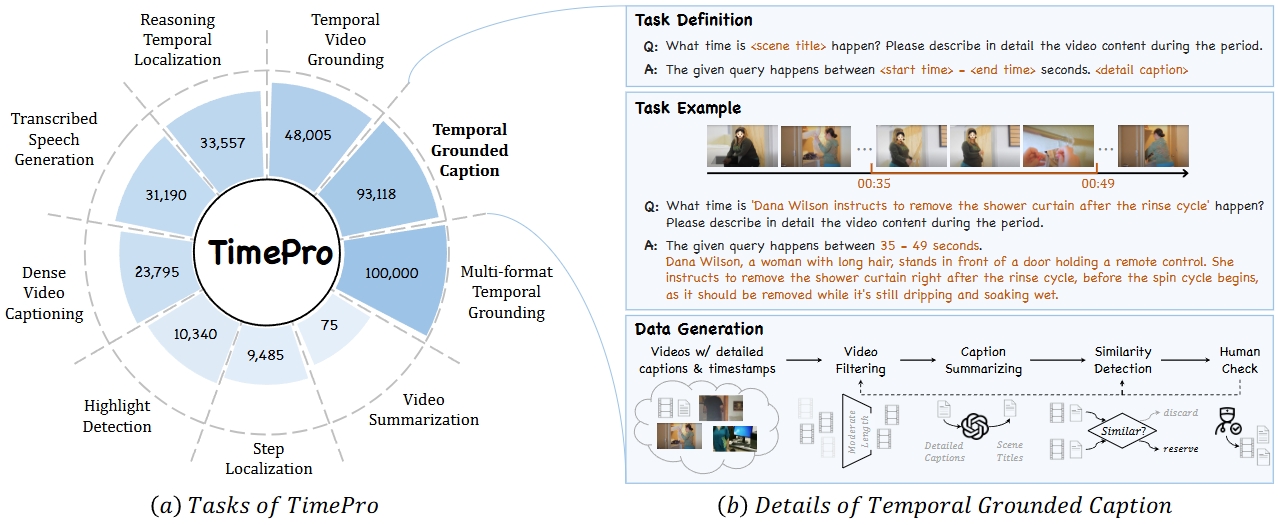 Reasoning
Temporal
Localization
Temporal
Video
Grounding
Transcribed
Speech
Generation
Temporal
Grounded
Caption
33,557
48,005
31,190
93,118
TimePro
23,795
100,000
10,340
9,485
75
Dense
Video
Captioning
Multi-format
Temporal
Grounding
Highlight
Detection
Step
Localization
Video
Summarization
(a) Tasks of TimePro
Task Definition
Q: What time is <scene title> happen? Please describe in detail the video content during the period.
A: The given query happens between <start time> - <end time> seconds. <detail caption>
Task Example
... ...
00:35 00:49
Q: What time is 'Dana Wilson instructs to remove the shower curtain after the rinse cycle' happen?
Please describe in detail the video content during the period.
A: The given query happens between 35 - 49 seconds.
Dana Wilson, a woman with long hair, stands in front of a door holding a remote control. She
instructs to remove the shower curtain right after the rinse cycle, before the spin cycle begins,
as it should be removed while it's still dripping and soaking wet.
Data Generation
Videos w/ detailed
captions & timestamps
Video
Filtering
Caption
Summarizing
Similarity
Detection
Human
Check
Moderate
Length
Detailed
Captions
Scene
Titles
Similar?
discard
reserve
(b) Details of Temporal Grounded Caption